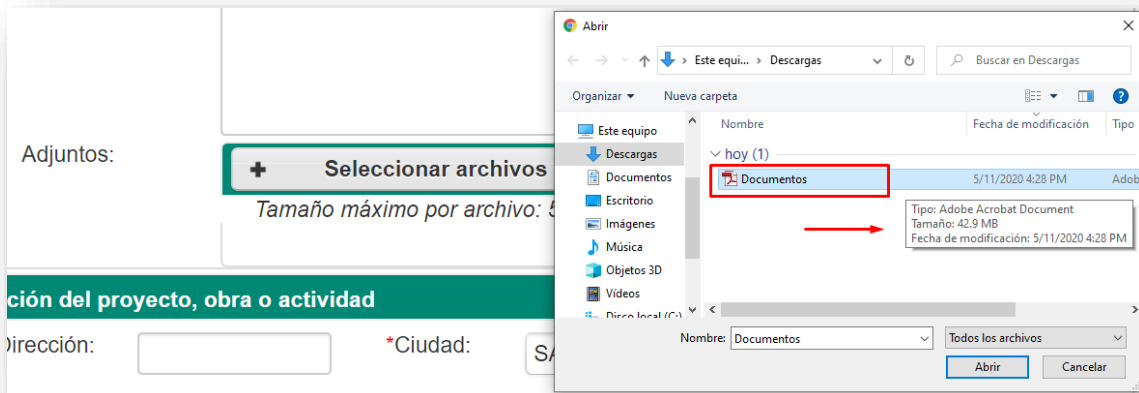 Adjuntos:
Seleccionar archivos
Tamaño máximo por archivo:
ción del proyecto, obra o actividad
Dirección:
*Ciudad:
Abrir
Este equi... › Descargas
Buscar en Descargas
Organizar
Nueva carpeta
Nombre
Fecha de modificación
Tipo
Este equipo
Descargas
Documentos
Escritorio
Imágenes
Música
Objetos 3D
Vídeos
Disco local (C:)
hoy (1)
Documentos
5/11/2020 4:28 PM
Adob
Tipo: Adobe Acrobat Document
Tamaño: 42.9 MB
Fecha de modificación: 5/11/2020 4:28 PM
Nombre:
Documentos
Todos los archivos
Abrir
Cancelar